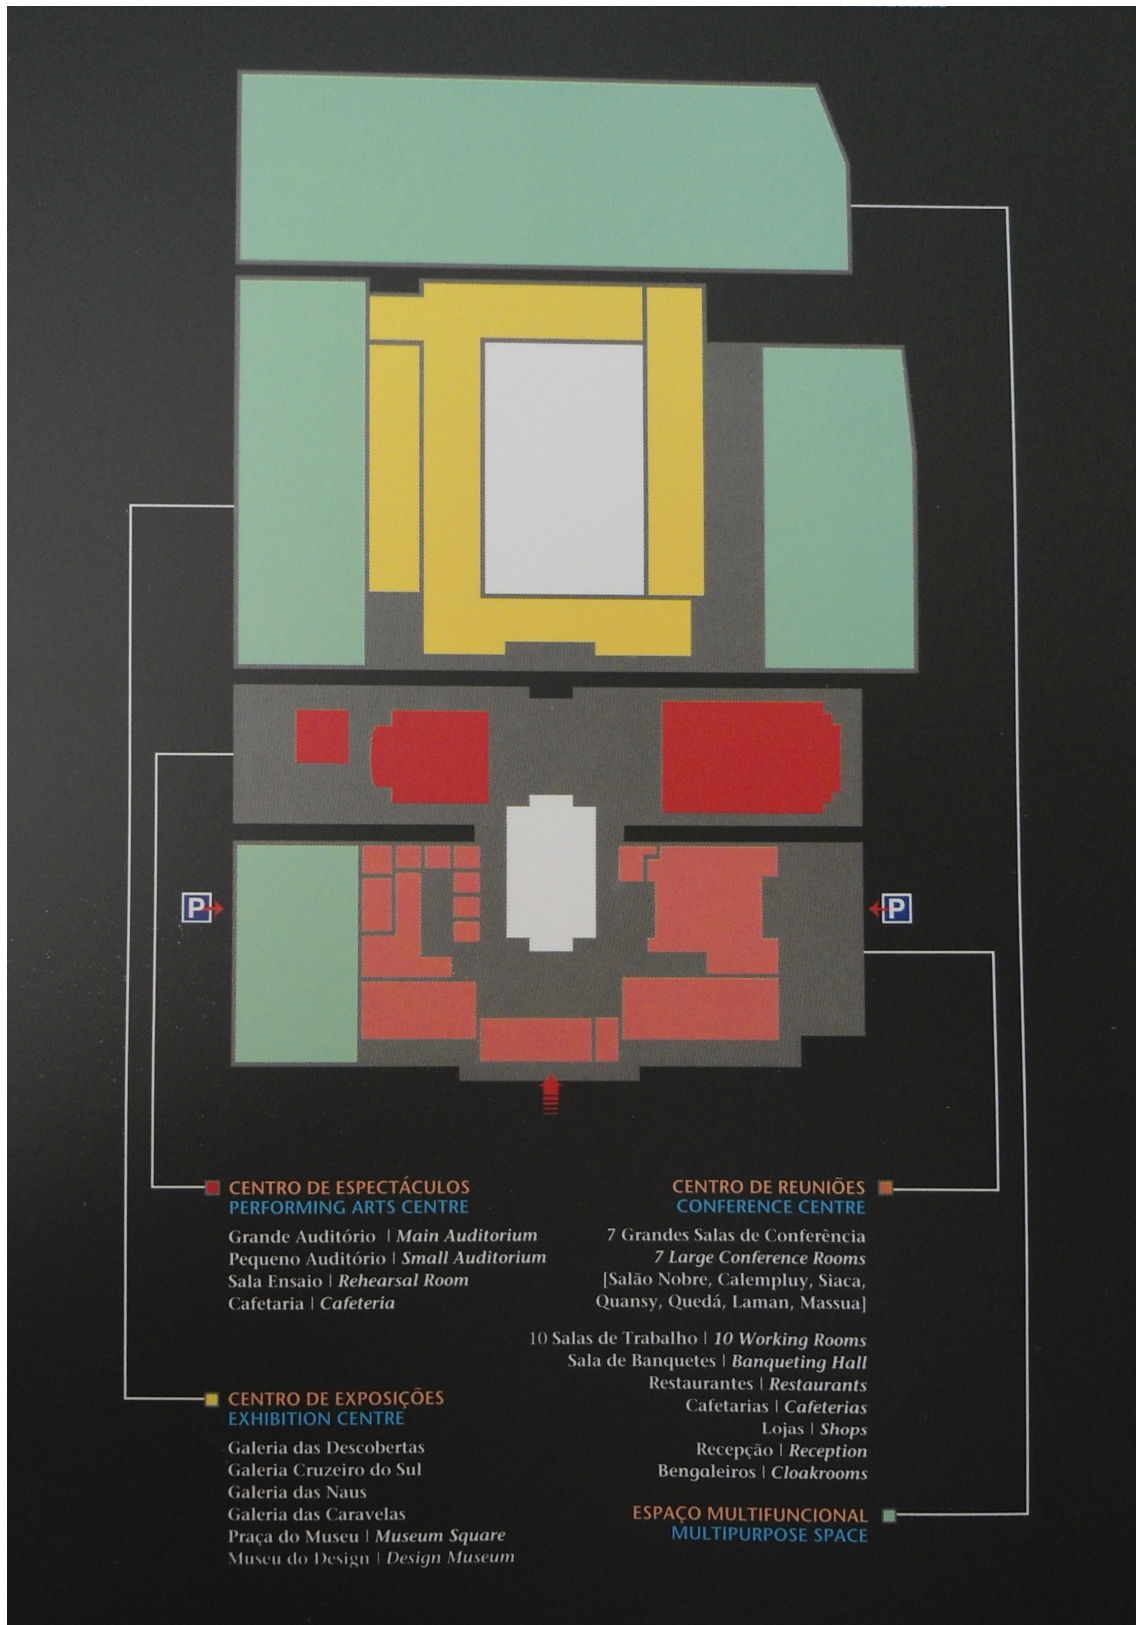 P
P
CENTRO DE ESPECTÁCULOS
PERFORMING ARTS CENTRE
Grande Auditório | Main Auditorium
Pequeno Auditório | Small Auditorium
Sala Ensaio | Rehearsal Room
Cafetaria | Cafeteria
CENTRO DE EXPOSIÇÕES
EXHIBITION CENTRE
Galeria das Descobertas
Galeria Cruzeiro do Sul
Galeria das Naus
Galeria das Caravelas
Praça do Museu | Museum Square
Museu do Design | Design Museum
CENTRO DE REUNIÕES
CONFERENCE CENTRE
7 Grandes Salas de Conferência
7 Large Conference Rooms
[Salão Nobre, Calempluy, Siaca,
Quansy, Quedá, Laman, Massua]
10 Salas de Trabalho | 10 Working Rooms
Sala de Banquetes | Banqueting Hall
Restaurantes | Restaurants
Cafetarias | Cafeterias
Lojas | Shops
Recepção | Reception
Bengaleiros | Cloakrooms
ESPAÇO MULTIFUNCIONAL
MULTIPURPOSE SPACE